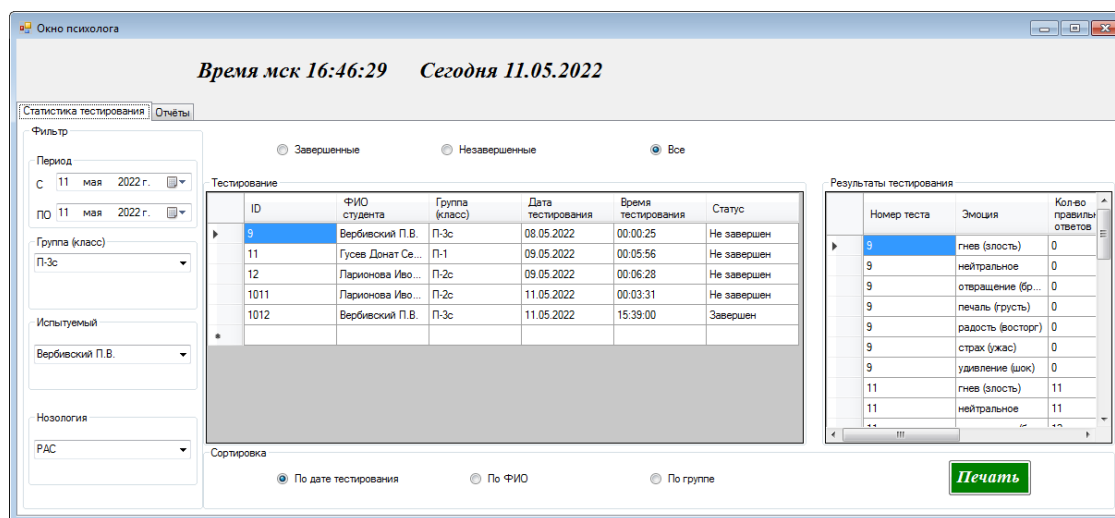 Окно психолога
Время мск 16:46:29 Сегодня 11.05.2022
Статистика тестирования Отчёты
Фильтр
Завершенные Незавершенные Все
Период
С 11 мая 2022 г.
ПО 11 мая 2022 г.
Группа (класс)
П-3с
Испытуемый
Вербивский П.В.
Нозология
РАС
Тестирование
ID ФИО студента Группа (класс) Дата тестирования Время тестирования Статус
9 Вербивский П.В. П-3с 08.05.2022 00:00:25 Не завершен
11 Гусев Донат Се... П-1 09.05.2022 00:05:56 Не завершен
12 Ларионова Иво... П-2с 09.05.2022 00:06:28 Не завершен
1011 Ларионова Иво... П-2с 11.05.2022 00:03:31 Не завершен
1012 Вербивский П.В. П-3с 11.05.2022 15:39:00 Завершен
Результаты тестирования
Номер теста Эмоция Кол-во правильн ответов
9 гнев (злость) 0
9 нейтральное 0
9 отвращение (бр... 0
9 печаль (грусть) 0
9 радость (восторг) 0
9 страх (ужас) 0
9 удивление (шок) 0
11 гнев (злость) 11
11 нейтральное 11
Сортировка
По дате тестирования По ФИО По группе
Печать